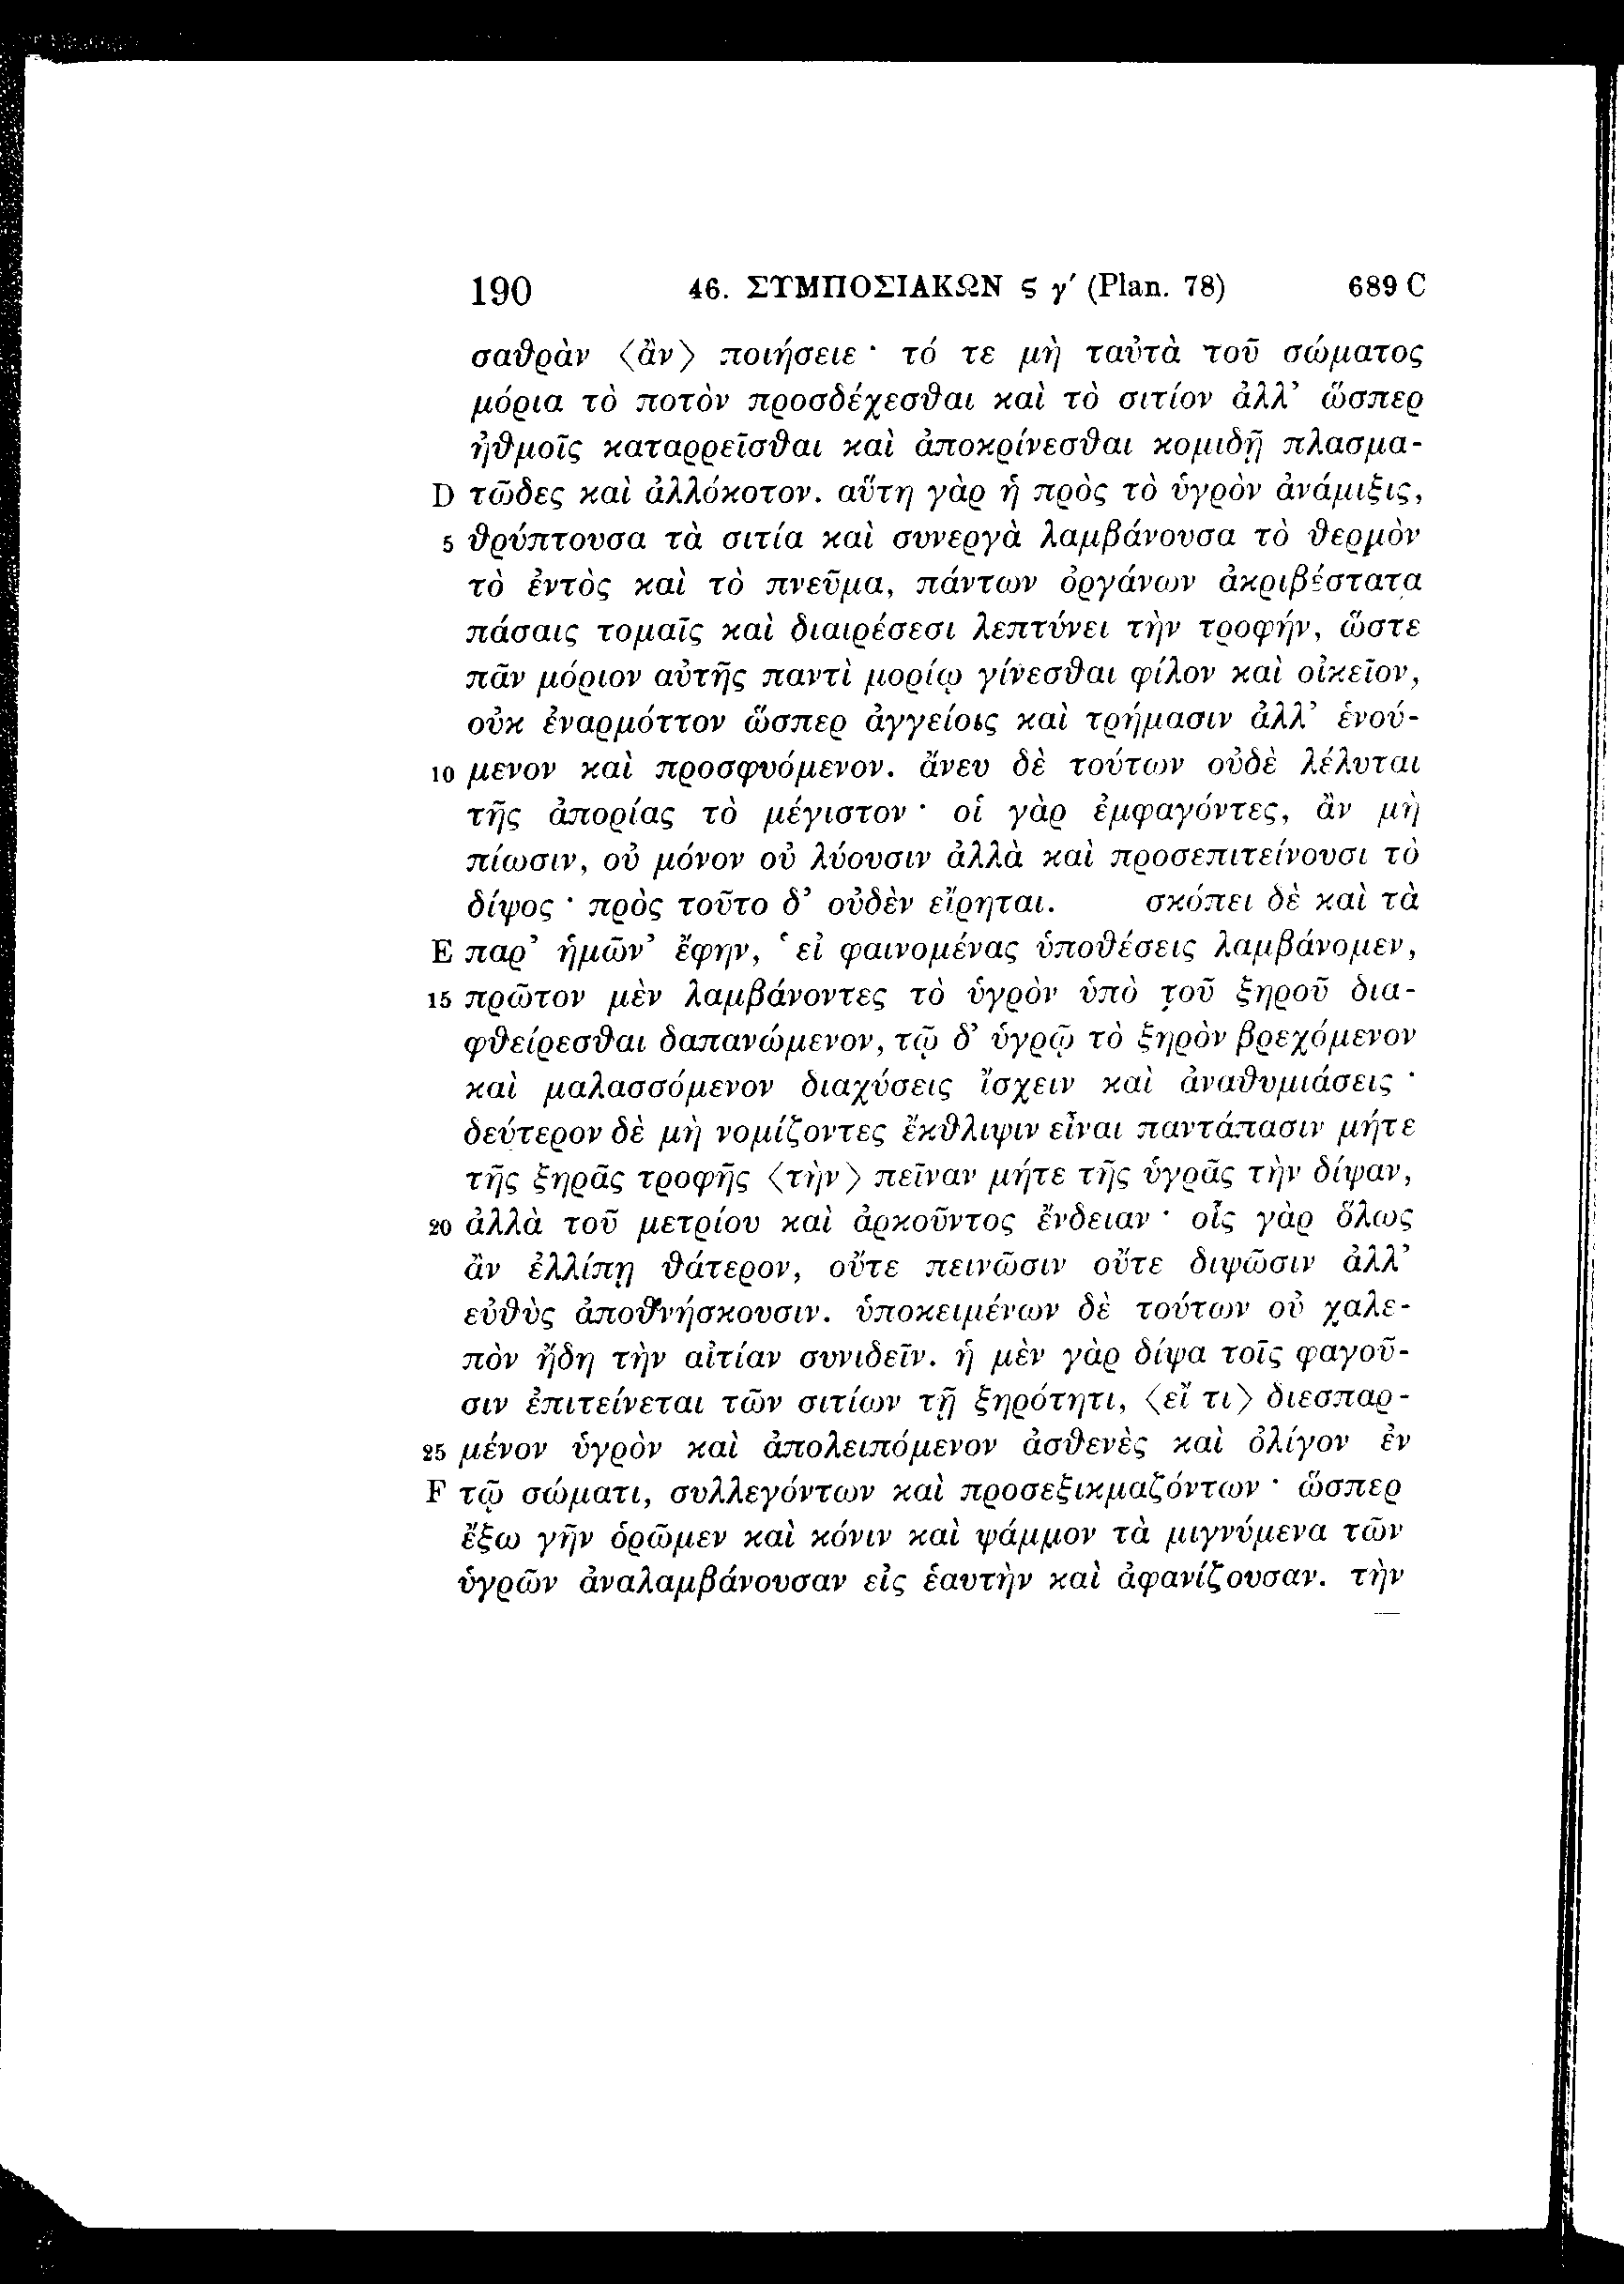 190 46. ΣΥΜΠΟΣΙΑΚΩΝ ϛ γ′ (Plan. 78) 689 C
σαθρὰν 〈ἂν〉 ποιήσειε · τό τε μὴ ταὐτὰ τοῦ σώματος
μόρια τὸ ποτὸν προσδέχεσθαι καὶ τὸ σιτίον ἀλλ’ ὥσπερ
ἠθμοῖς καταρρεῖσθαι καὶ ἀποκρίνεσθαι κομιδῇ πλασμα-
D τῶδες καὶ ἀλλόκοτον. αὕτη γὰρ ἡ πρὸς τὸ ὑγρὸν ἀνάμιξις,
5 θρύπτουσα τὰ σιτία καὶ συνεργὰ λαμβάνουσα τὸ θερμὸν
τὸ ἐντὸς καὶ τὸ πνεῦμα, πάντων ὀργάνων ἀκριβέστατα
πάσαις τομαῖς καὶ διαιρέσεσι λεπτύνει τὴν τροφήν, ὥστε
πᾶν μόριον αὐτῆς παντὶ μορίῳ γίνεσθαι φίλον καὶ οἰκεῖον,
οὐκ ἐναρμόττον ὥσπερ ἀγγείοις καὶ τρήμασιν ἀλλ’ ἑνού-
10 μενον καὶ προσφυόμενον. ἄνευ δὲ τούτων οὐδὲ λέλυται
τῆς ἀπορίας τὸ μέγιστον · οἱ γὰρ ἐμφαγόντες, ἂν μὴ
πίωσιν, οὐ μόνον οὐ λύουσιν ἀλλὰ καὶ προσεπιτείνουσι τὸ
δίψος · πρὸς τοῦτο δ’ οὐδὲν εἴρηται. σκόπει δὲ καὶ τὰ
E παρ’ ἡμῶν’ ἔφην, ‘εἰ φαινομένας ὑποθέσεις λαμβάνομεν,
15 πρῶτον μὲν λαμβάνοντες τὸ ὑγρὸν ὑπὸ τοῦ ξηροῦ δια-
φθείρεσθαι δαπανώμενον, τῷ δ’ ὑγρῷ τὸ ξηρὸν βρεχόμενον
καὶ μαλασσόμενον διαχύσεις ἴσχειν καὶ ἀναθυμιάσεις ·
δεύτερον δὲ μὴ νομίζοντες ἔκθλιψιν εἶναι παντάπασιν μήτε
τῆς ξηρᾶς τροφῆς 〈τὴν〉 πεῖναν μήτε τῆς ὑγρᾶς τὴν δίψαν,
20 ἀλλὰ τοῦ μετρίου καὶ ἀρκοῦντος ἔνδειαν · οἷς γὰρ ὅλως
ἂν ἐλλίπῃ θάτερον, οὔτε πεινῶσιν οὔτε διψῶσιν ἀλλ’
εὐθὺς ἀποθνήσκουσιν. ὑποκειμένων δὲ τούτων οὐ χαλε-
πὸν ἤδη τὴν αἰτίαν συνιδεῖν. ἡ μὲν γὰρ δίψα τοῖς φαγοῦ-
σιν ἐπιτείνεται τῶν σιτίων τῇ ξηρότητι, 〈εἴ τι〉 διεσπαρ-
25 μένον ὑγρὸν καὶ ἀπολειπόμενον ἀσθενὲς καὶ ὀλίγον ἐν
F τῷ σώματι, συλλεγόντων καὶ προσεξικμαζόντων · ὥσπερ
ἔξω γῆν ὁρῶμεν καὶ κόνιν καὶ ψάμμον τὰ μιγνύμενα τῶν
ὑγρῶν ἀναλαμβάνουσαν εἰς ἑαυτὴν καὶ ἀφανίζουσαν. τὴν